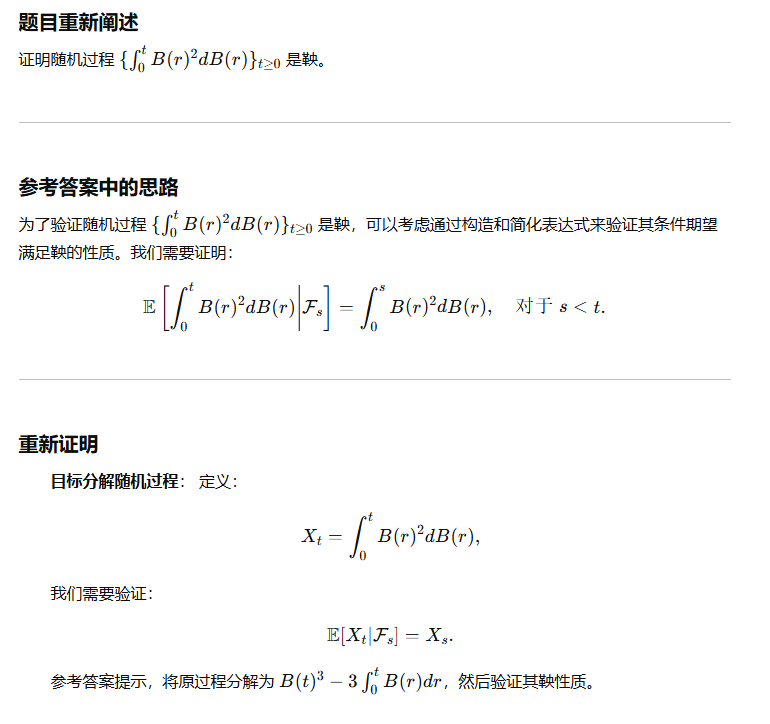 题目重新阐述
证明随机过程 $\{\int_0^t B(r)^2 dB(r)\}_{t\geq 0}$ 是鞅。
参考答案中的思路
为了验证随机过程 $\{\int_0^t B(r)^2 dB(r)\}_{t\geq 0}$ 是鞅，可以考虑通过构造和简化表达式来验证其条件期望
满足鞅的性质。我们需要证明：
$\mathbb{E}\left[\int_0^t B(r)^2 dB(r) \middle| \mathcal{F}_s\right] = \int_0^s B(r)^2 dB(r), \quad \text{对于 } s < t.$
重新证明
目标分解随机过程： 定义：
$X_t = \int_0^t B(r)^2 dB(r),$
我们需要验证：
$\mathbb{E}[X_t|\mathcal{F}_s] = X_s.$
参考答案提示，将原过程分解为 $B(t)^3 - 3\int_0^t B(r)dr$，然后验证其鞅性质。